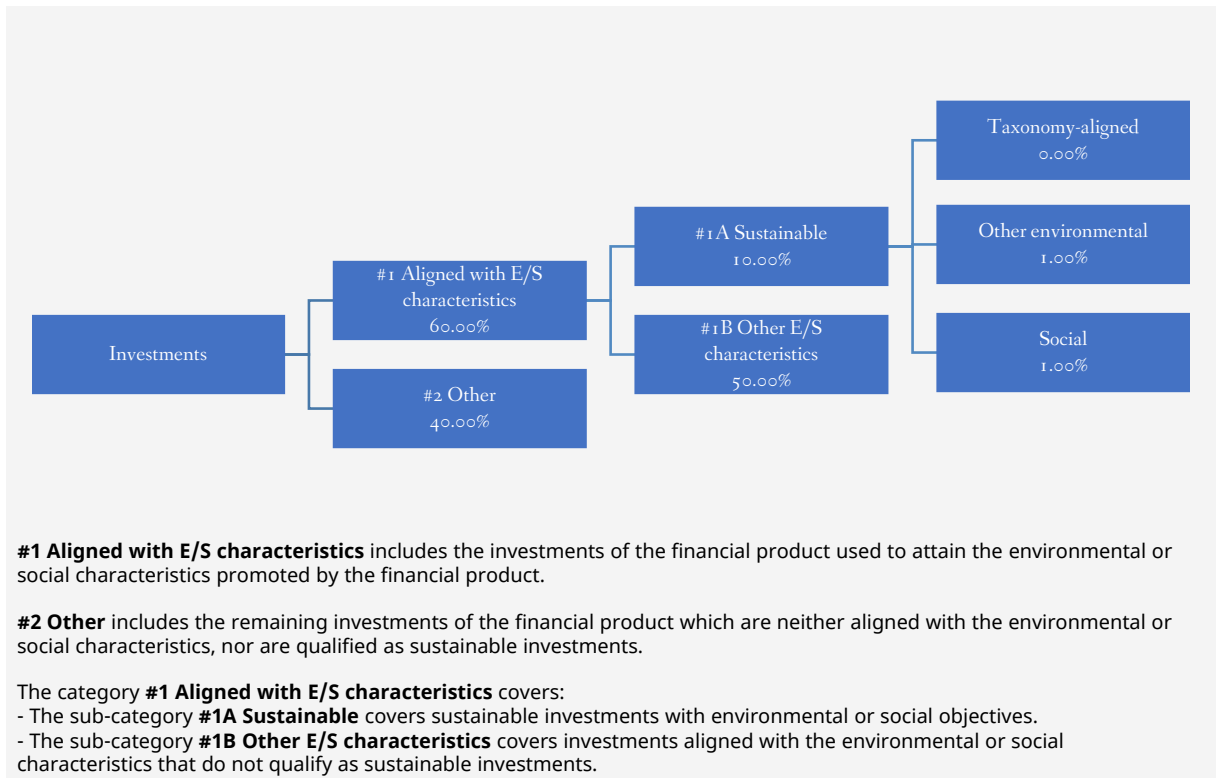 Taxonomy-aligned
0.00%
#1A Sustainable
10.00%
Other environmental
1.00%
#1 Aligned with E/S
characteristics
60.00%
Investments
#1B Other E/S
characteristics
50.00%
Social
1.00%
#2 Other
40.00%
#1 Aligned with E/S characteristics includes the investments of the financial product used to attain the environmental or
social characteristics promoted by the financial product.
#2 Other includes the remaining investments of the financial product which are neither aligned with the environmental or
social characteristics, nor are qualified as sustainable investments.
The category #1 Aligned with E/S characteristics covers:
- The sub-category #1A Sustainable covers sustainable investments with environmental or social objectives.
- The sub-category #1B Other E/S characteristics covers investments aligned with the environmental or social
characteristics that do not qualify as sustainable investments.